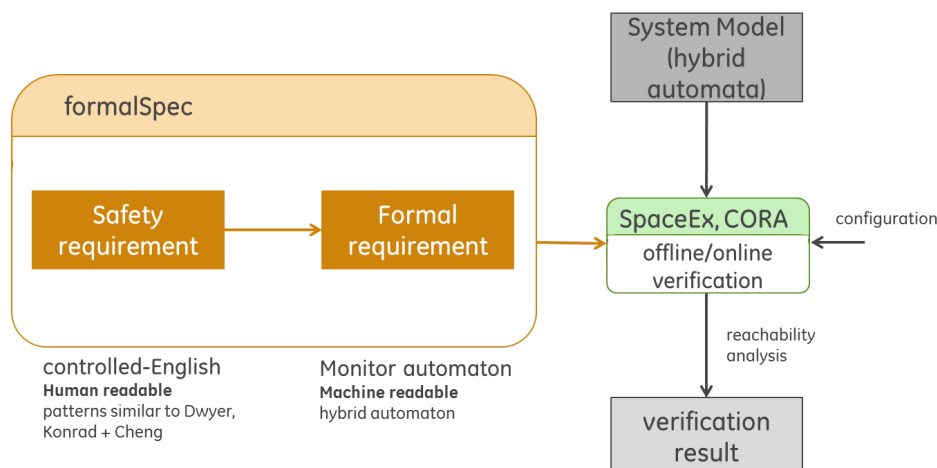 System Model
(hybrid
automata)
formalSpec
Safety
requirement
Formal
requirement
SpaceEx, CORA
offline/online
verification
configuration
controlled-English
Human readable
patterns similar to Dwyer,
Konrad + Cheng
Monitor automaton
Machine readable
hybrid automaton
reachability
analysis
verification
result